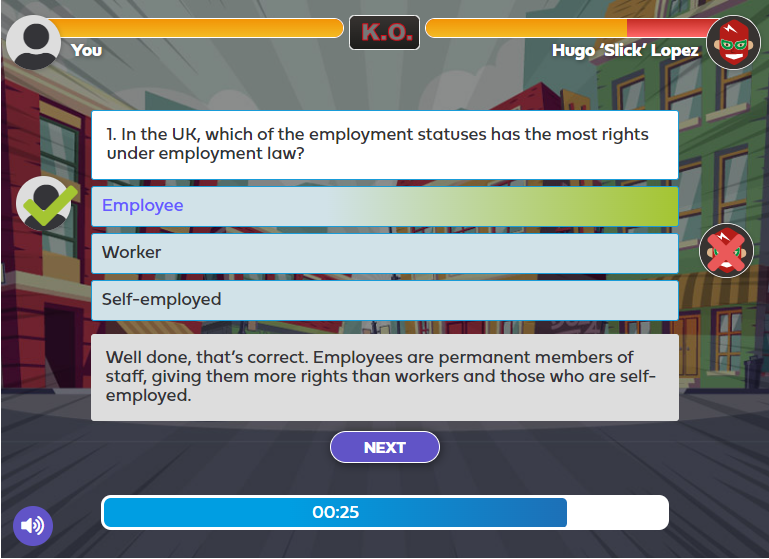 K.O.
You
Hugo ‘Slick’ Lopez
1. In the UK, which of the employment statuses has the most rights
under employment law?
Employee
Worker
Self-employed
Well done, that’s correct. Employees are permanent members of
staff, giving them more rights than workers and those who are self-
employed.
NEXT
00:25